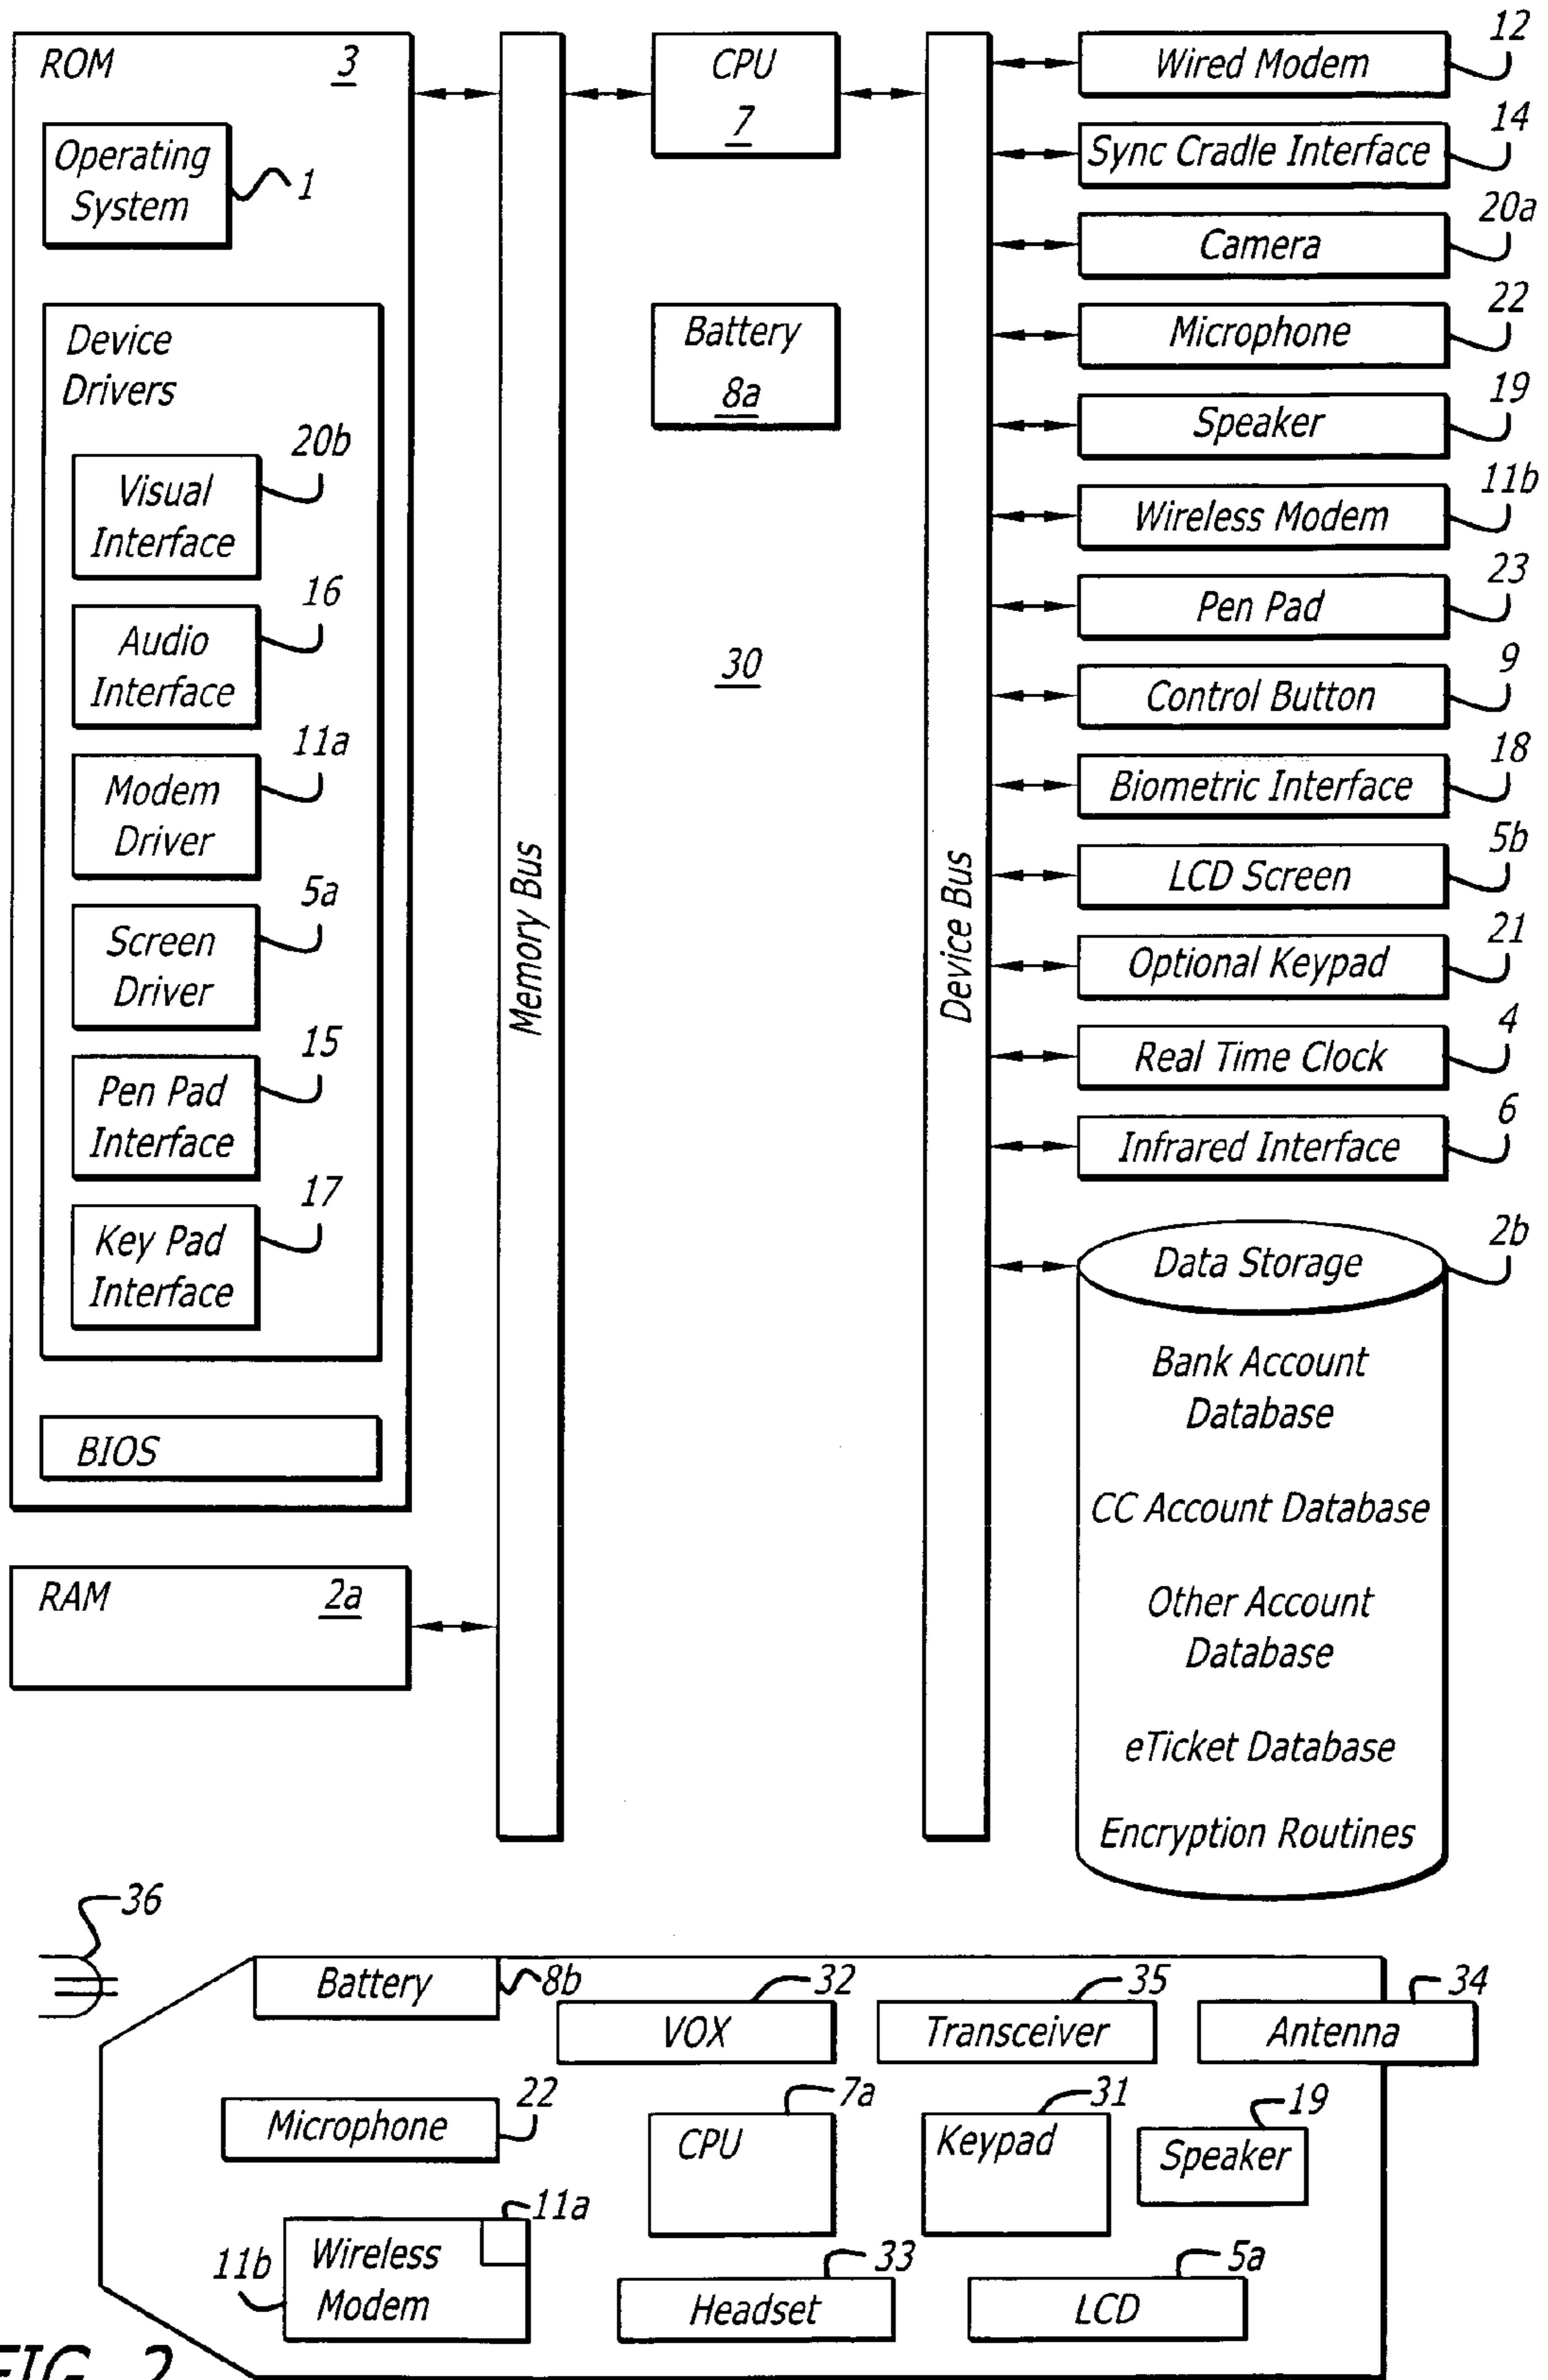 ROM 3
Operating
System
1
Device
Drivers
20b
Visual
Interface
16
Audio
Interface
11a
Modem
Driver
5a
Screen
Driver
15
Pen Pad
Interface
17
Key Pad
Interface
BIOS
RAM 2a
Memory Bus
CPU
7
Battery
8a
30
Device Bus
12
Wired Modem
14
Sync Cradle Interface
20a
Camera
22
Microphone
19
Speaker
11b
Wireless Modem
23
Pen Pad
9
Control Button
18
Biometric Interface
5b
LCD Screen
21
Optional Keypad
4
Real Time Clock
6
Infrared Interface
2b
Data Storage
Bank Account
Database
CC Account Database
Other Account
Database
eTicket Database
Encryption Routines
36
Battery
8b
32
VOX
35
Transceiver
34
Antenna
Microphone
22
7a
CPU
31
Keypad
19
Speaker
11a
11b
Wireless
Modem
33
Headset
5a
LCD
FIG. 2